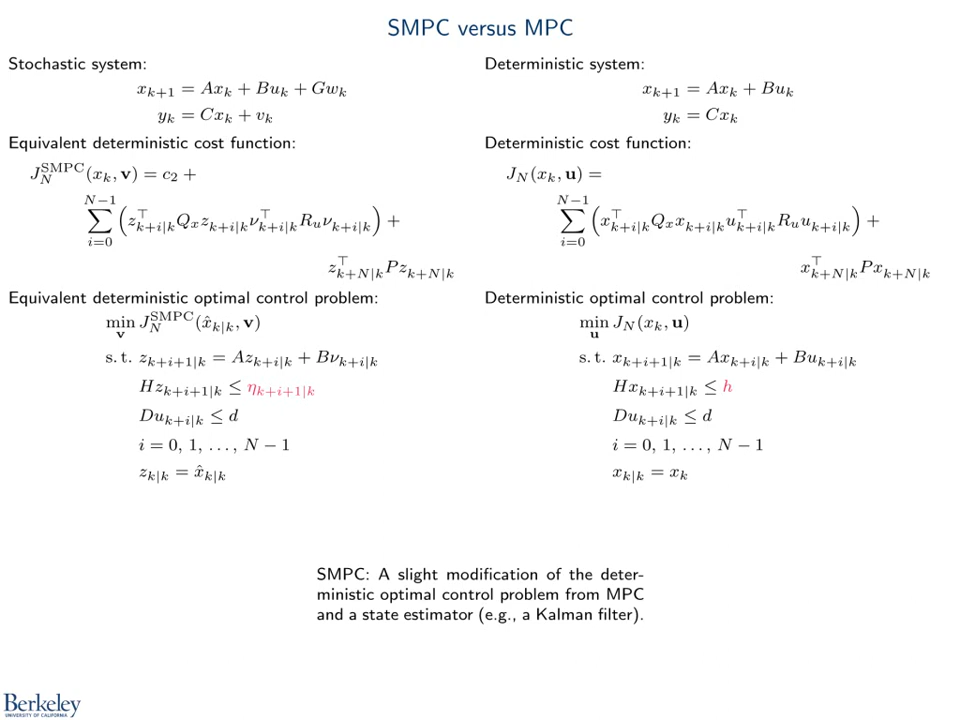 SMPC versus MPC
Stochastic system:
x_{k+1} = Ax_k + Bu_k + Gw_k
y_k = Cx_k + v_k
Equivalent deterministic cost function:
J_N^{SMPC}(x_k, **v**) = c_2 +
\sum_{i=0}^{N-1} (z_{k+i|k}^⊤ Q_x z_{k+i|k} ν_{k+i|k}^⊤ R_u ν_{k+i|k}) +
z_{k+N|k}^⊤ P z_{k+N|k}
Equivalent deterministic optimal control problem:
min_{**v**} J_N^{SMPC}(x̂_{k|k}, **v**)
s.t. z_{k+i+1|k} = Az_{k+i|k} + Bν_{k+i|k}
Hz_{k+i+1|k} ≤ η_{k+i+1|k}
Du_{k+i|k} ≤ d
i = 0, 1, ..., N − 1
z_{k|k} = x̂_{k|k}
Deterministic system:
x_{k+1} = Ax_k + Bu_k
y_k = Cx_k
Deterministic cost function:
J_N(x_k, **u**) =
\sum_{i=0}^{N-1} (x_{k+i|k}^⊤ Q_x x_{k+i|k} u_{k+i|k}^⊤ R_u u_{k+i|k}) +
x_{k+N|k}^⊤ P x_{k+N|k}
Deterministic optimal control problem:
min_{**u**} J_N(x_k, **u**)
s.t. x_{k+i+1|k} = Ax_{k+i|k} + Bu_{k+i|k}
Hx_{k+i+1|k} ≤ h
Du_{k+i|k} ≤ d
i = 0, 1, ..., N − 1
x_{k|k} = x_k
SMPC: A slight modification of the deter-
ministic optimal control problem from MPC
and a state estimator (e.g., a Kalman filter).
Berkeley
UNIVERSITY OF CALIFORNIA